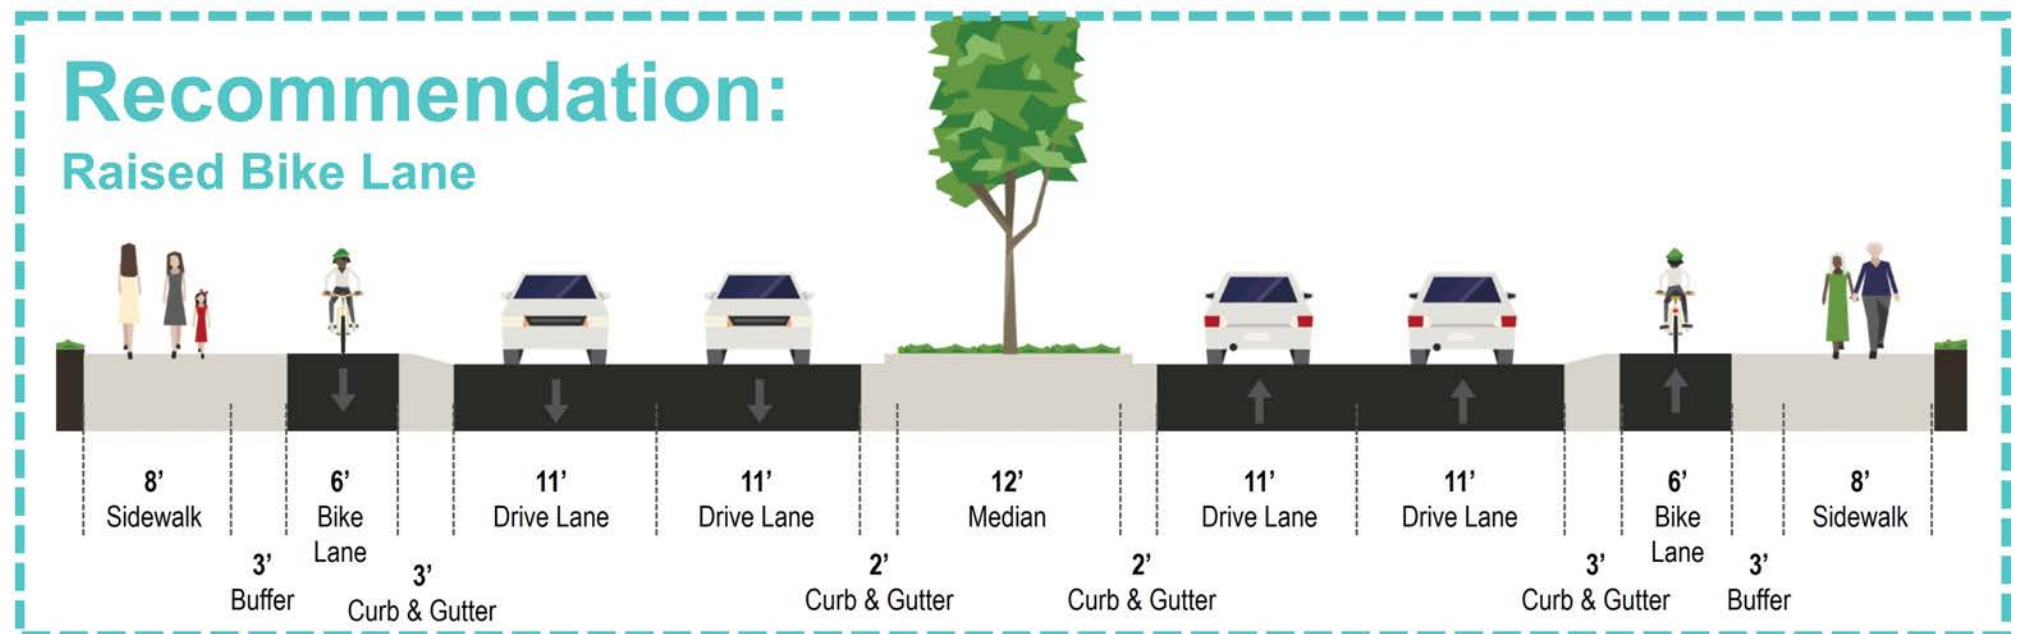 Recommendation:
Raised Bike Lane
8’
Sidewalk
3’
Buffer
6’
Bike
Lane
3’
Curb & Gutter
11’
Drive Lane
11’
Drive Lane
2’
Curb & Gutter
12’
Median
2’
Curb & Gutter
11’
Drive Lane
11’
Drive Lane
3’
Curb & Gutter
6’
Bike
Lane
3’
Buffer
8’
Sidewalk